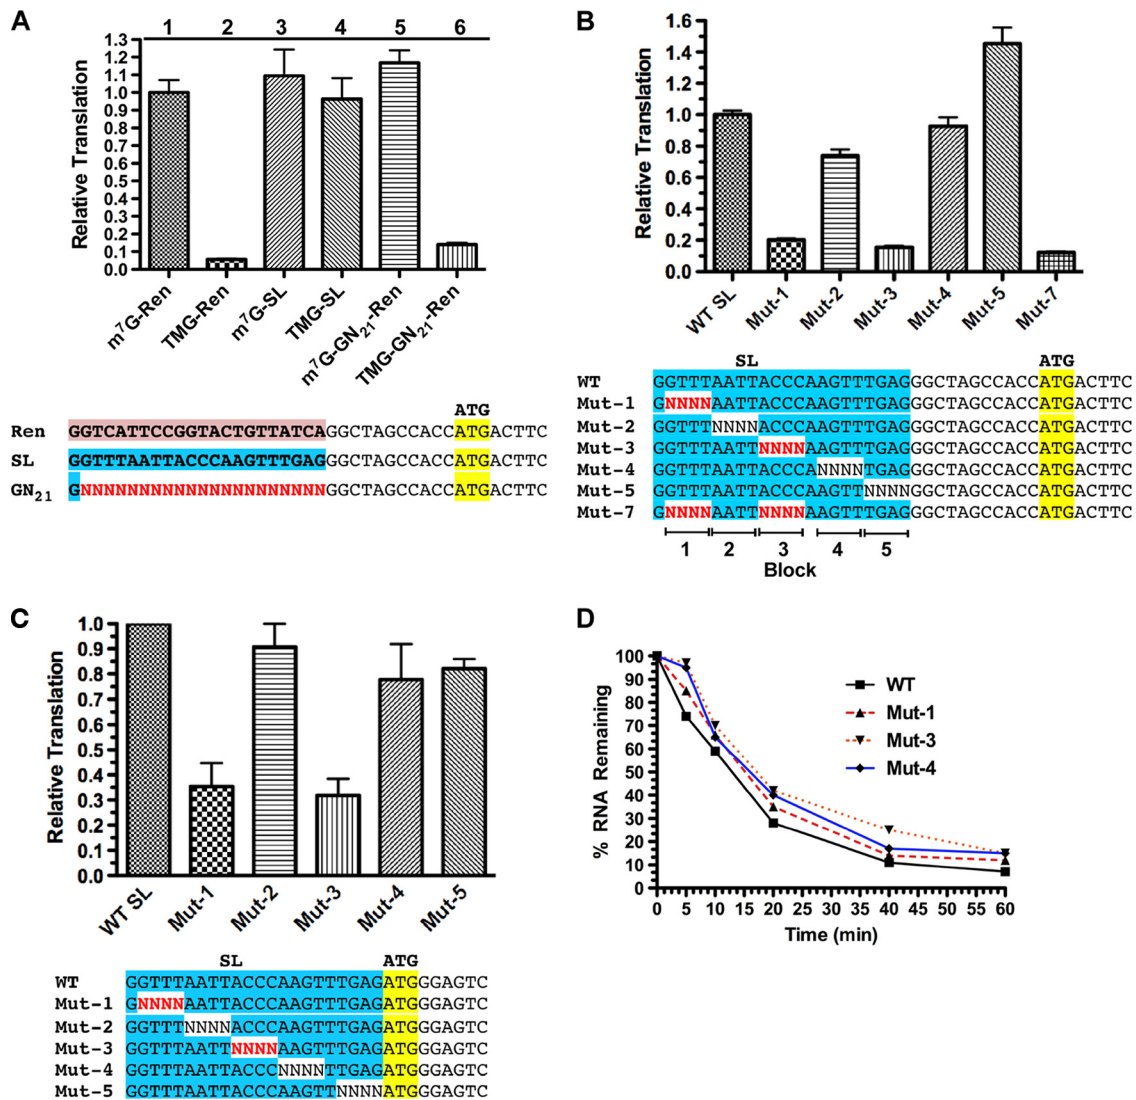 A
1 2 3 4 5 6
Relative Translation
1.3
1.2
1.1
1.0
0.9
0.8
0.7
0.6
0.5
0.4
0.3
0.2
0.1
0.0
m7G-Ren
TMG-Ren
m7G-SL
TMG-SL
m7G-GN21-Ren
TMG-GN21-Ren
ATG
Ren GGTCATTCCGGTACTGTTATCAGGCTAGCCACCATGACTTC
SL GGTTTAATTACCCAAGTTTGAGGGCTAGCCACCATGACTTC
GN21 GNNNNNNNNNNNNNNNNNNNNNGGCTAGCCACCATGACTTC
B
Relative Translation
1.6
1.4
1.2
1.0
0.8
0.6
0.4
0.2
0.0
WT SL
Mut-1
Mut-2
Mut-3
Mut-4
Mut-5
Mut-7
SL ATG
WT GGTTTAATTACCCAAGTTTGAGGGCTAGCCACCATGACTTC
Mut-1 GNNNNAATTACCCAAGTTTGAGGGCTAGCCACCATGACTTC
Mut-2 GGTTTNNNNACCCAAGTTTGAGGGCTAGCCACCATGACTTC
Mut-3 GGTTTAATTNNNNAAGTTTGAGGGCTAGCCACCATGACTTC
Mut-4 GGTTTAATTACCCANNNNTGAGGGCTAGCCACCATGACTTC
Mut-5 GGTTTAATTACCCAAGTTNNNNGGCTAGCCACCATGACTTC
Mut-7 GNNNNAATTNNNNAAGTTTGAGGGCTAGCCACCATGACTTC
1 2 3 4 5
Block
C
Relative Translation
1.0
0.9
0.8
0.7
0.6
0.5
0.4
0.3
0.2
0.1
0.0
WT SL
Mut-1
Mut-2
Mut-3
Mut-4
Mut-5
SL ATG
WT GGTTTAATTACCCAAGTTTGAGATGGGAGTC
Mut-1 GNNNNAATTACCCAAGTTTGAGATGGGAGTC
Mut-2 GGTTTNNNNACCCAAGTTTGAGATGGGAGTC
Mut-3 GGTTTAATTNNNNAAGTTTGAGATGGGAGTC
Mut-4 GGTTTAATTACCCNNNNTTGAGATGGGAGTC
Mut-5 GGTTTAATTACCCAAGTTNNNNATGGGAGTC
D
% RNA Remaining
100
90
80
70
60
50
40
30
20
10
0
WT
Mut-1
Mut-3
Mut-4
0 5 10 15 20 25 30 35 40 45 50 55 60
Time (min)